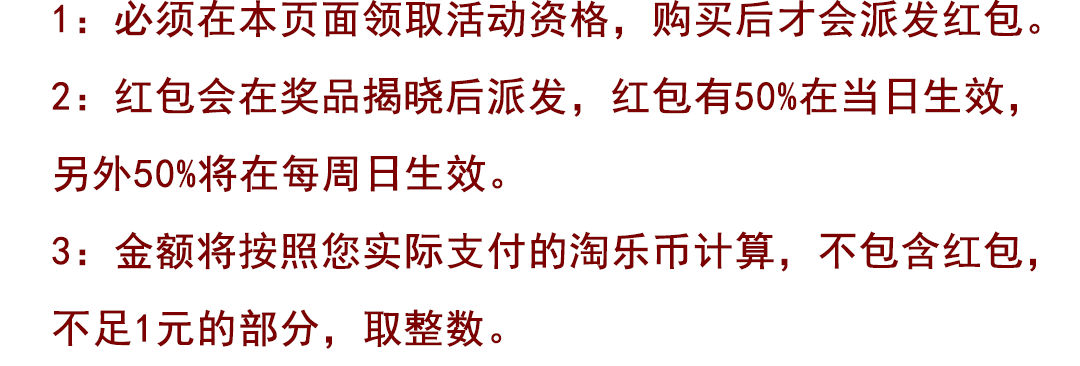 1：必须在本页面领取活动资格，购买后才会派发红包。
2：红包会在奖品揭晓后派发，红包有50%在当日生效，
另外50%将在每周日生效。
3：金额将按照您实际支付的淘乐币计算，不包含红包，
不足1元的部分，取整数。